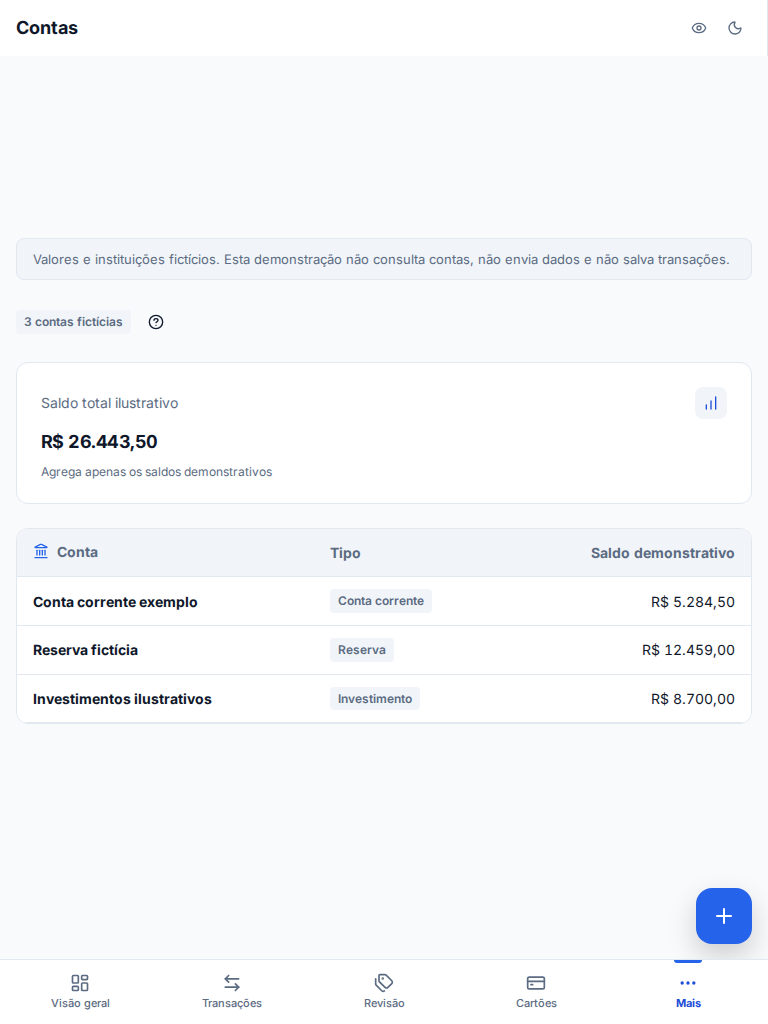 Contas
Valores e instituições fictícios. Esta demonstração não consulta contas, não envia dados e não salva transações.
3 contas fictícias
Saldo total ilustrativo
R$ 26.443,50
Agrega apenas os saldos demonstrativos
Conta Tipo Saldo demonstrativo
Conta corrente exemplo Conta corrente R$ 5.284,50
Reserva fictícia Reserva R$ 12.459,00
Investimentos ilustrativos Investimento R$ 8.700,00
Visão geral Transações Revisão Cartões Mais